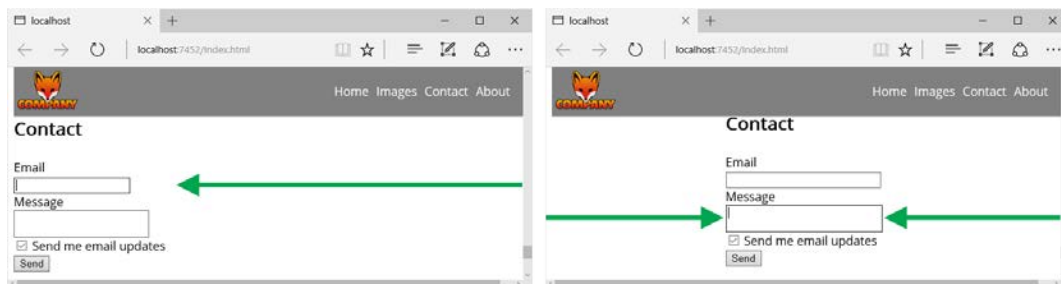 localhost
localhost:7452/index.html
COMPANY
Home Images Contact About
Contact
Email
Message
Send me email updates
Send
localhost
localhost:7452/index.html
COMPANY
Home Images Contact About
Contact
Email
Message
Send me email updates
Send